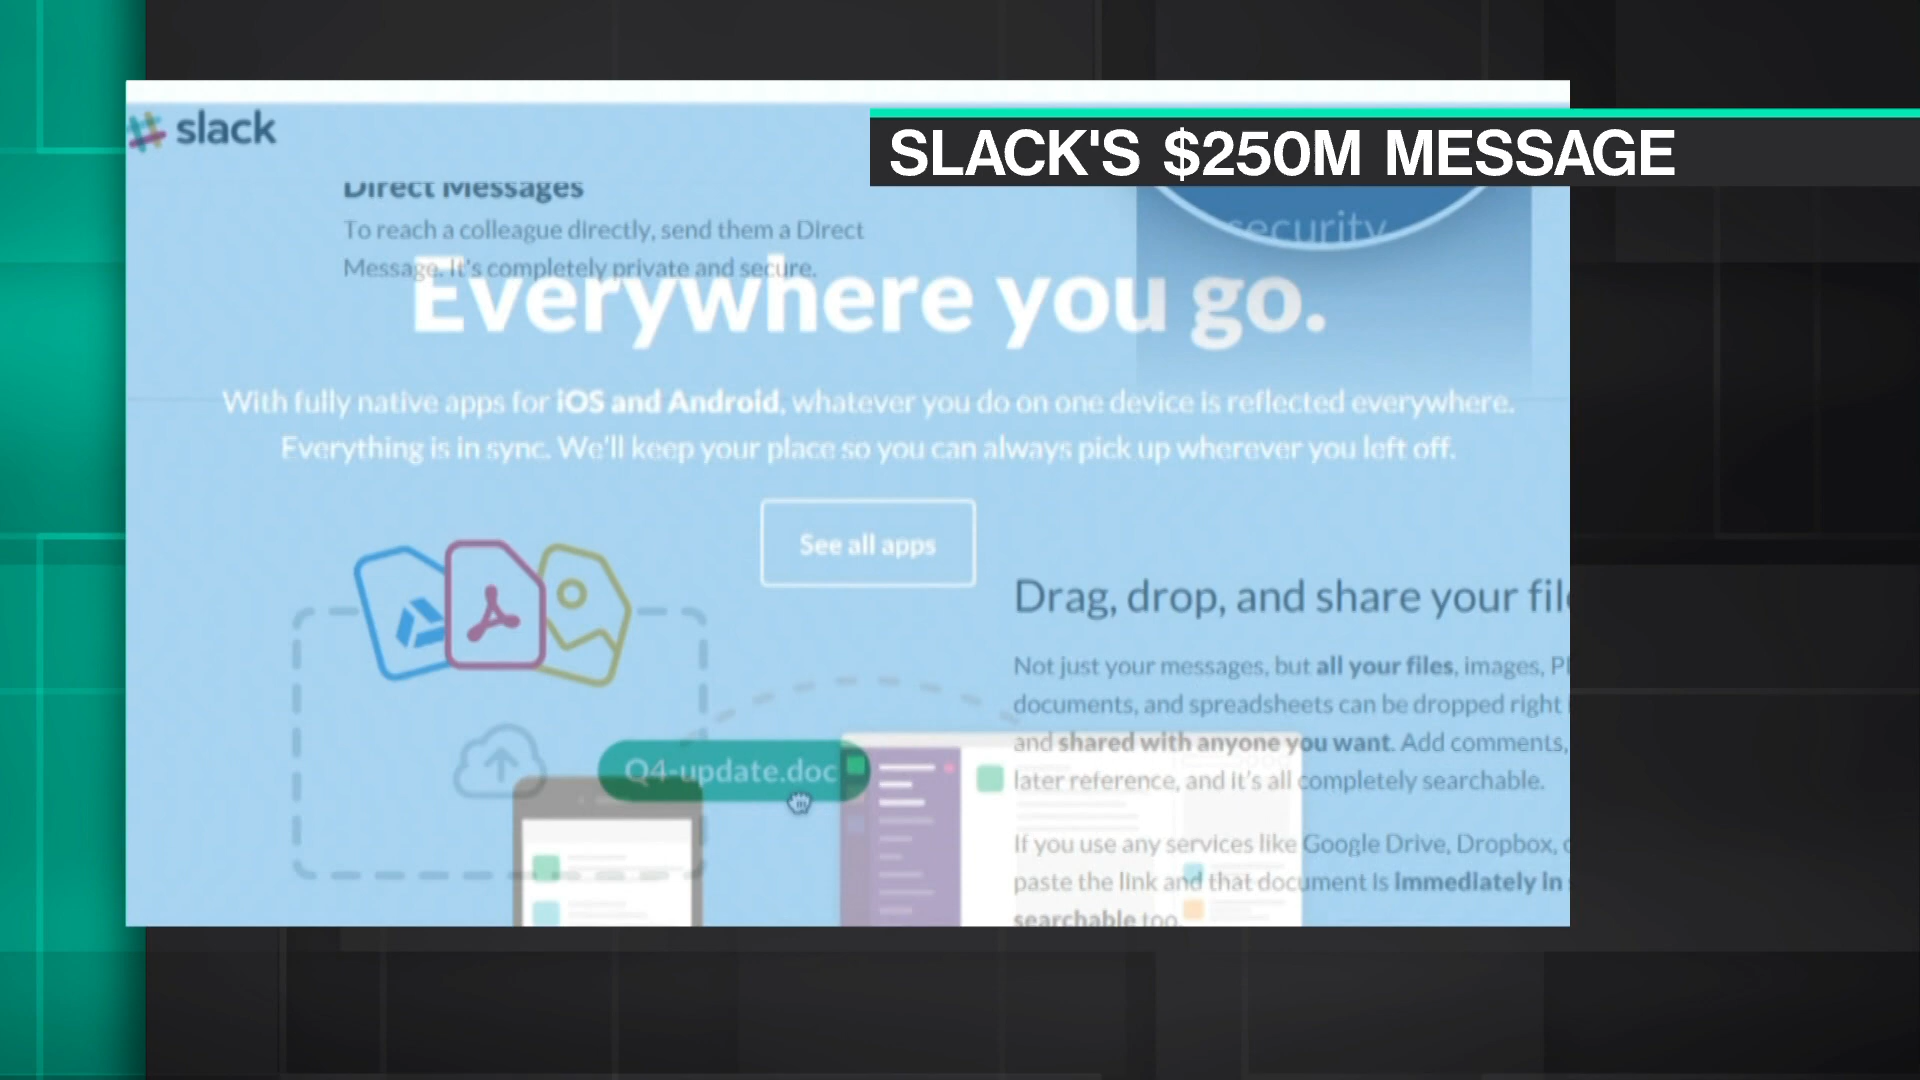 slack
SLACK'S $250M MESSAGE
Direct Messages
To reach a colleague directly, send them a Direct
Message. It's completely private and secure.
security
Everywhere you go.
With fully native apps for iOS and Android, whatever you do on one device is reflected everywhere.
Everything is in sync. We'll keep your place so you can always pick up wherever you left off.
See all apps
Drag, drop, and share your
Not just your messages, but all your files, images,
documents, and spreadsheets can be dropped right
and shared with anyone you want. Add comments,
later reference, and it's all completely searchable.
Q4-update.doc
If you use any services like Google Drive, Dropbox,
paste the link and that document is immediately in
searchable too.